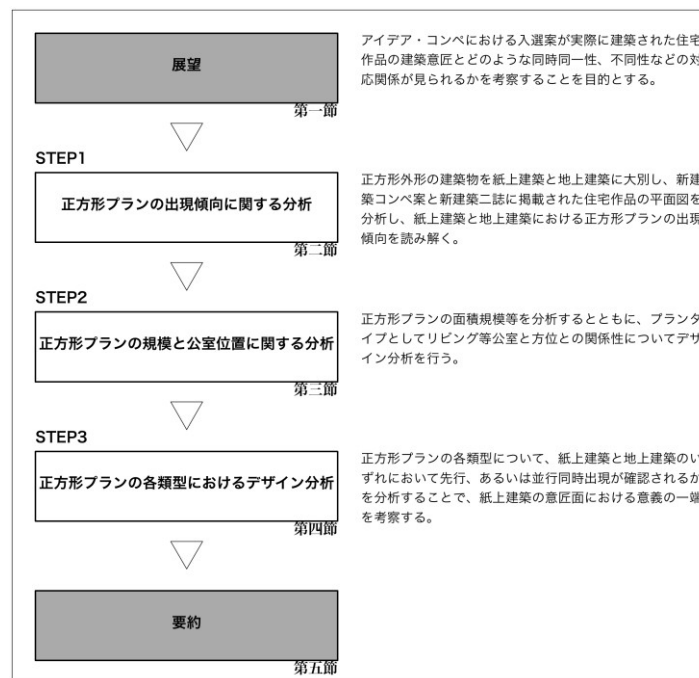 展望
アイデア・コンペにおける入選案が実際に建築された住宅
作品の建築意匠とどのような同時同一性、不同性などの対
応関係が見られるかを考察することを目的とする。
第一節
STEP1
正方形プランの出現傾向に関する分析
正方形外形の建築物を紙上建築と地上建築に大別し、新建
築コンペ案と新建築二誌に掲載された住宅作品の平面図を
分析し、紙上建築と地上建築における正方形プランの出現
傾向を読み解く。
第二節
STEP2
正方形プランの規模と公室位置に関する分析
正方形プランの面積規模等を分析するとともに、プランタ
イプとしてリビング等公室と方位との関係性についてデザ
イン分析を行う。
第三節
STEP3
正方形プランの各類型におけるデザイン分析
正方形プランの各類型について、紙上建築と地上建築のい
ずれにおいて先行、あるいは並行同時出現が確認されるか
を分析することで、紙上建築の意匠面における意義の一端
を考察する。
第四節
要約
第五節